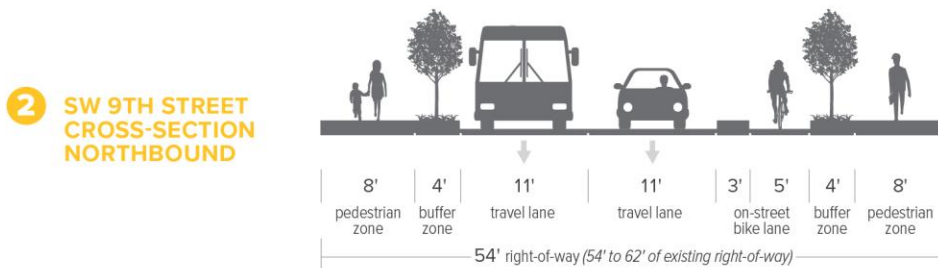 2 SW 9TH STREET
CROSS-SECTION
NORTHBOUND
8' 4' 11' 11' 3' 5' 4' 8'
pedestrian zone
buffer zone
travel lane
travel lane
on-street bike lane
buffer zone
pedestrian zone
54' right-of-way (54' to 62' of existing right-of-way)